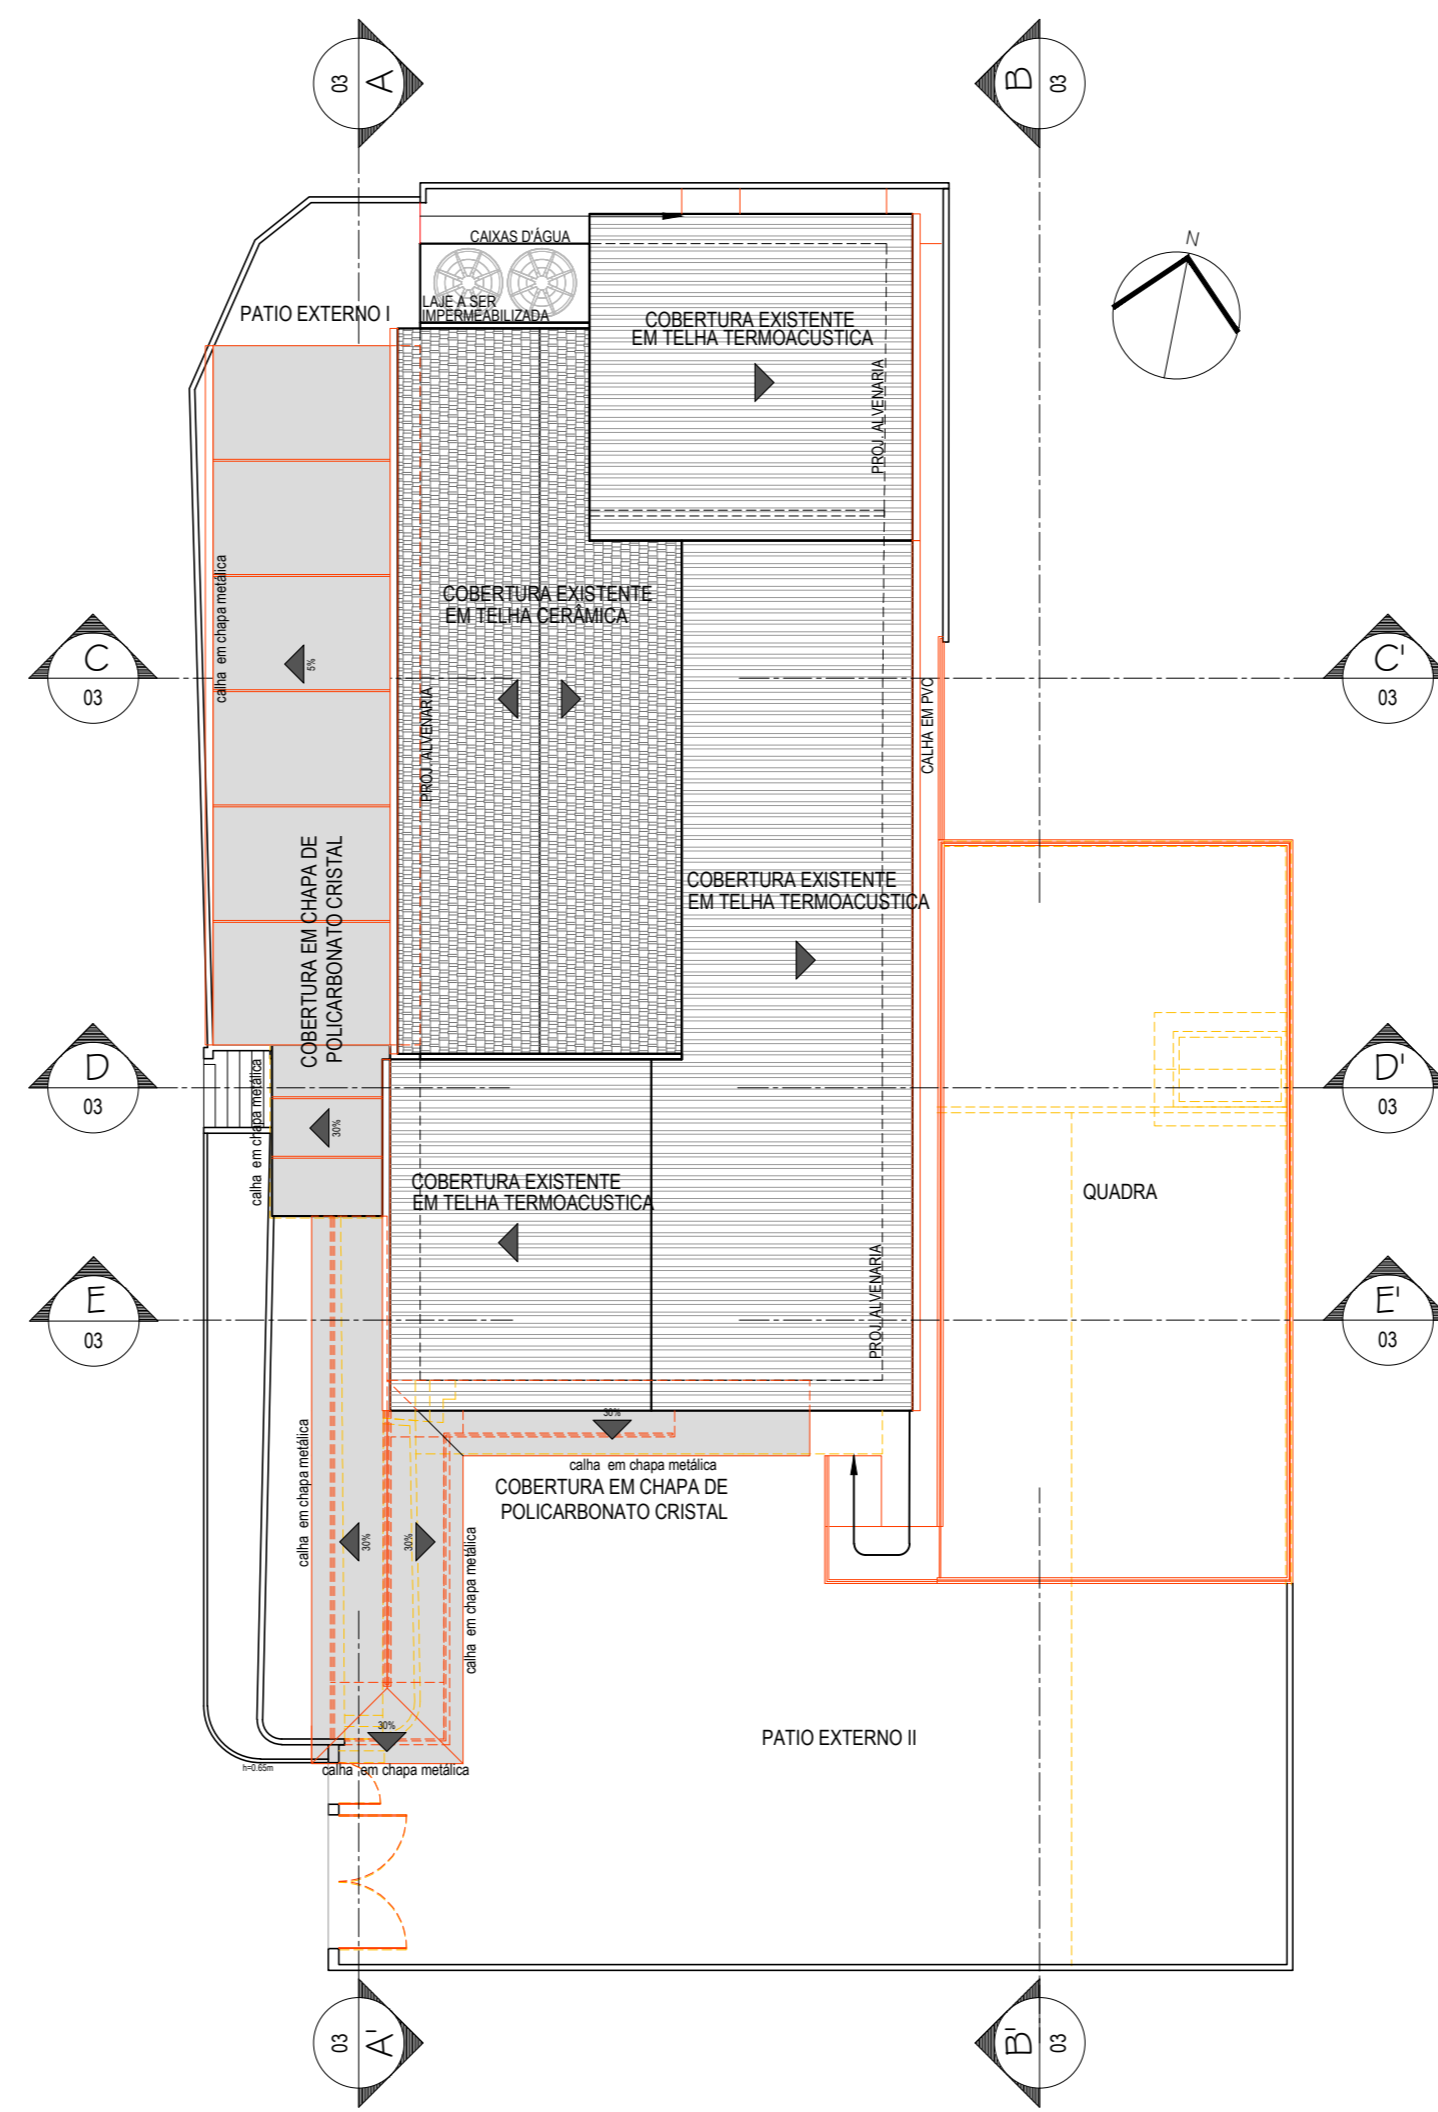 03
A
B
03
N
CAIXAS D'ÁGUA
LAJE A SER
IMPERMEABILIZADA
PATIO EXTERNO I
COBERTURA EXISTENTE
EM TELHA TERMOACUSTICA
PROJ. ALVENARIA
calha em chapa metálica
COBERTURA EXISTENTE
EM TELHA CERÂMICA
C
03
C'
03
5%
PROJ. ALVENARIA
CALHA EM PVC
COBERTURA EM CHAPA DE
POLICARBONATO CRISTAL
COBERTURA EXISTENTE
EM TELHA TERMOACUSTICA
D
03
D'
03
calha em chapa metálica
30%
COBERTURA EXISTENTE
EM TELHA TERMOACUSTICA
QUADRA
E
03
E'
03
PROJ. ALVENARIA
30%
calha em chapa metálica
calha em chapa metálica
COBERTURA EM CHAPA DE
POLICARBONATO CRISTAL
30%
30%
calha em chapa metálica
30%
PATIO EXTERNO II
h=0.65m
calha em chapa metálica
03
A'
B'
03